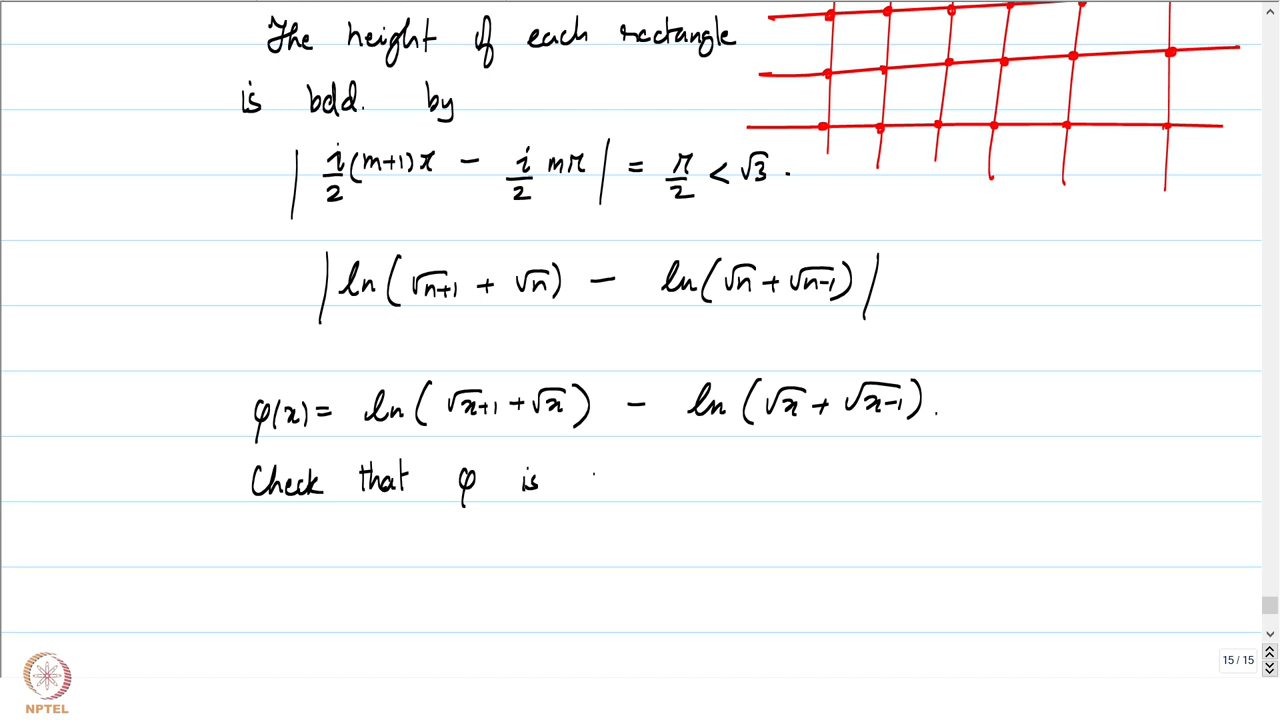 The height of each rectangle
is bdd. by
| i/2 (m+1)π - i/2 mπ | = π/2 < √3.
| ln(√n+1 + √n) - ln(√n + √n-1) |
φ(x) = ln(√x+1 + √x) - ln(√x + √x-1).
Check that φ is
15 / 15
NPTEL